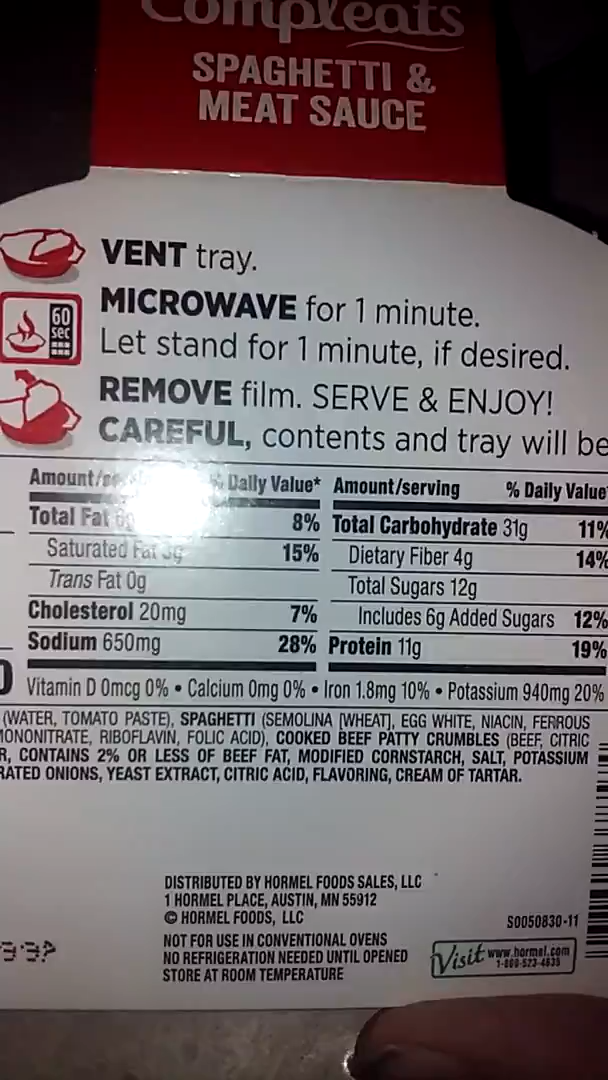 Compleats
SPAGHETTI &
MEAT SAUCE
VENT tray.
60
sec
MICROWAVE for 1 minute.
Let stand for 1 minute, if desired.
REMOVE film. SERVE & ENJOY!
CAREFUL, contents and tray will be
% Daily Value* Amount/serving % Daily Value*
Total Fat 6g 8% Total Carbohydrate 31g 11%
Saturated Fat 3g 15% Dietary Fiber 4g 14%
Trans Fat 0g Total Sugars 12g
Cholesterol 20mg 7% Includes 6g Added Sugars 12%
Sodium 650mg 28% Protein 11g 19%
Vitamin D 0mcg 0% • Calcium 0mg 0% • Iron 1.8mg 10% • Potassium 940mg 20%
(WATER, TOMATO PASTE), SPAGHETTI (SEMOLINA [WHEAT], EGG WHITE, NIACIN, FERROUS
MONONITRATE, RIBOFLAVIN, FOLIC ACID), COOKED BEEF PATTY CRUMBLES (BEEF, CITRIC
R, CONTAINS 2% OR LESS OF BEEF FAT, MODIFIED CORNSTARCH, SALT, POTASSIUM
RATED ONIONS, YEAST EXTRACT, CITRIC ACID, FLAVORING, CREAM OF TARTAR.
DISTRIBUTED BY HORMEL FOODS SALES, LLC
1 HORMEL PLACE, AUSTIN, MN 55912
© HORMEL FOODS, LLC
S0050830-11
NOT FOR USE IN CONVENTIONAL OVENS
NO REFRIGERATION NEEDED UNTIL OPENED
STORE AT ROOM TEMPERATURE
Visit www.hormel.com
1-800-523-4635